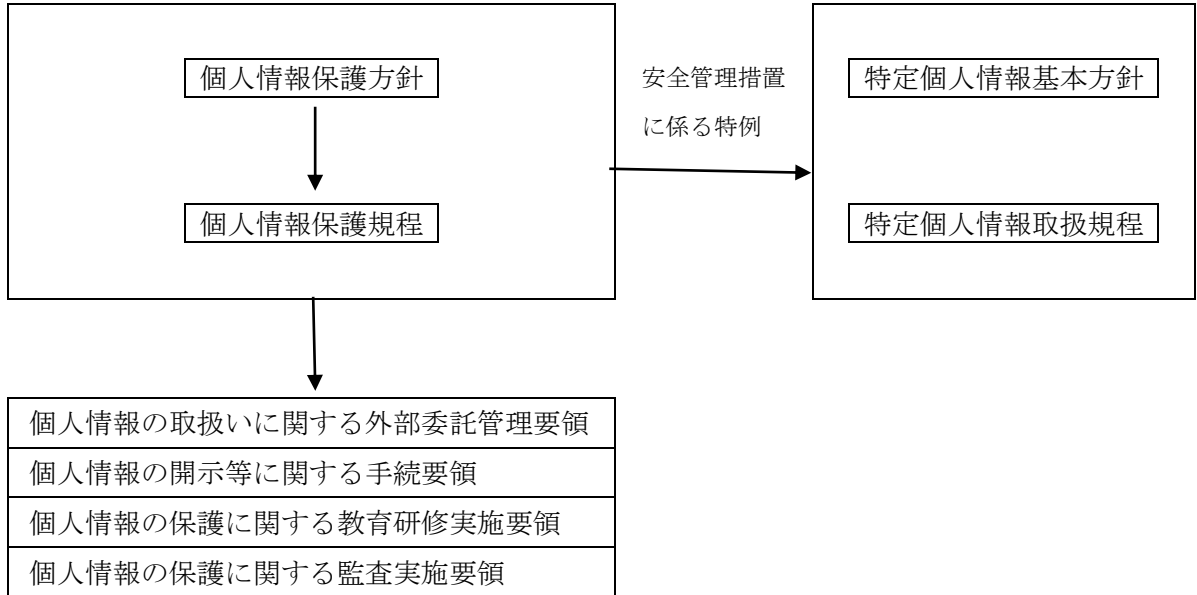 個人情報保護方針
個人情報保護規程
安全管理措置
に係る特例
特定個人情報基本方針
特定個人情報取扱規程
個人情報の取扱いに関する外部委託管理要領
個人情報の開示等に関する手続要領
個人情報の保護に関する教育研修実施要領
個人情報の保護に関する監査実施要領